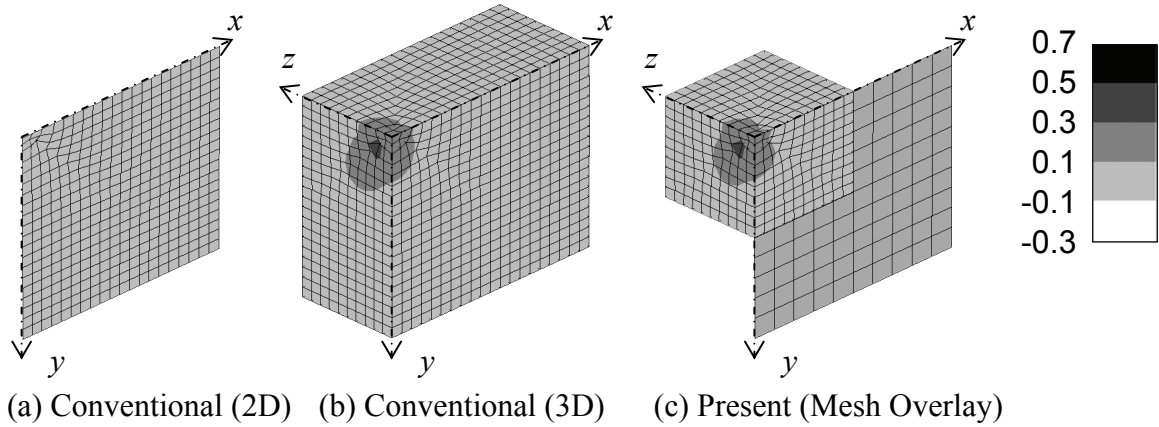 x
z
y
x
z
y
x
y
0.7
0.5
0.3
0.1
-0.1
-0.3
(a) Conventional (2D)
(b) Conventional (3D)
(c) Present (Mesh Overlay)